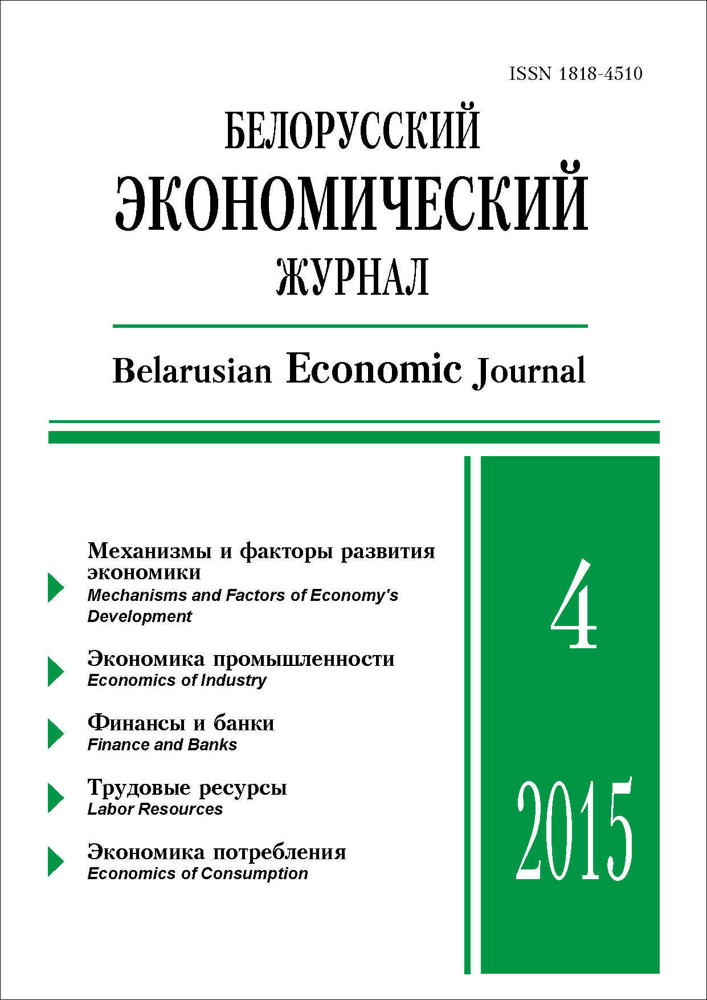 ISSN 1818-4510
БЕЛОРУССКИЙ
ЭКОНОМИЧЕСКИЙ
ЖУРНАЛ
Belarusian Economic Journal
Механизмы и факторы развития
экономики
Mechanisms and Factors of Economy's
Development
Экономика промышленности
Economics of Industry
Финансы и банки
Finance and Banks
Трудовые ресурсы
Labor Resources
Экономика потребления
Economics of Consumption
4
2015